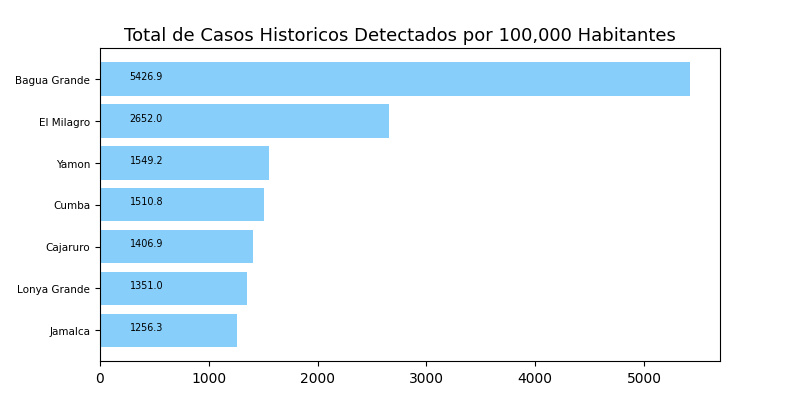 Total de Casos Historicos Detectados por 100,000 Habitantes
Bagua Grande 5426.9
El Milagro 2652.0
Yamon 1549.2
Cumba 1510.8
Cajaruro 1406.9
Lonya Grande 1351.0
Jamalca 1256.3
0 1000 2000 3000 4000 5000